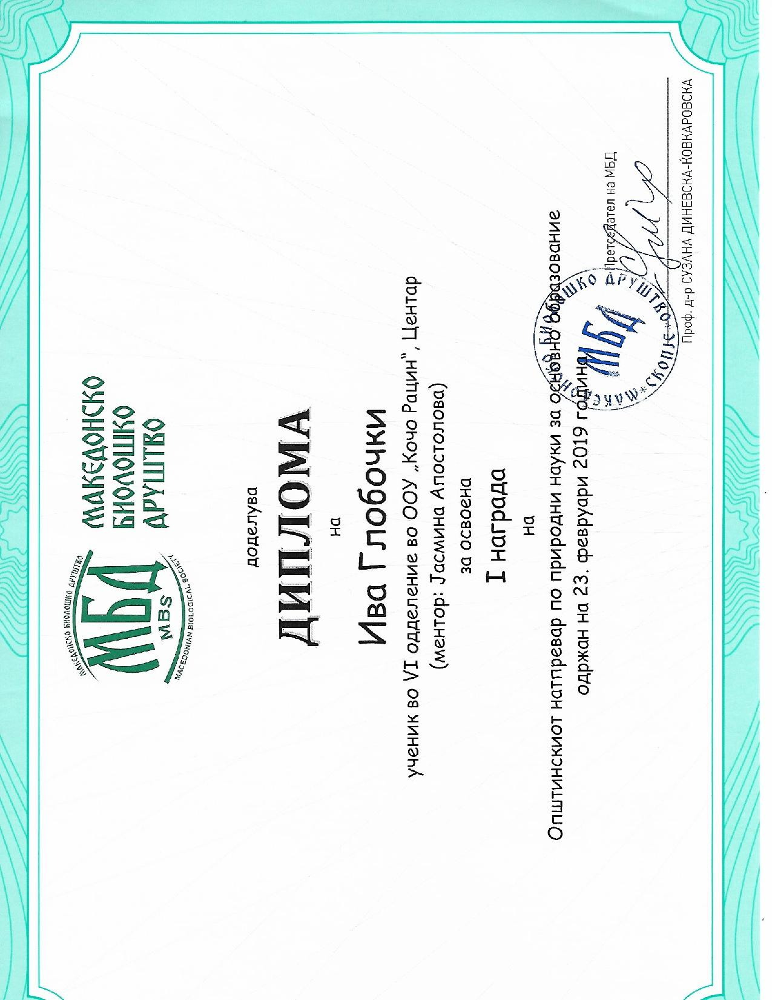 МАКЕДОНСКО БИОЛОШКО ДРУШТВО
МБД
MBS
MACEDONIAN BIOLOGICAL SOCIETY
МАКЕДОНСКО
БИОЛОШКО
ДРУШТВО
доделува
ДИПЛОМА
на
Ива Глобочки
ученик во VI одделение во ООУ „Кочо Рацин“, Центар
(ментор: Јасмина Апостолова)
за освоена
I награда
на
Општинскиот натпревар по природни науки за основно образование
одржан на 23. февруари 2019 година
Претседател на МБД
МАКЕДОНСКО БИОЛОШКО ДРУШТВО
*СКОПЈЕ*
МБД
Проф. д-р СУЗАНА ДИНЕВСКА-ЌОВКАРОВСКА